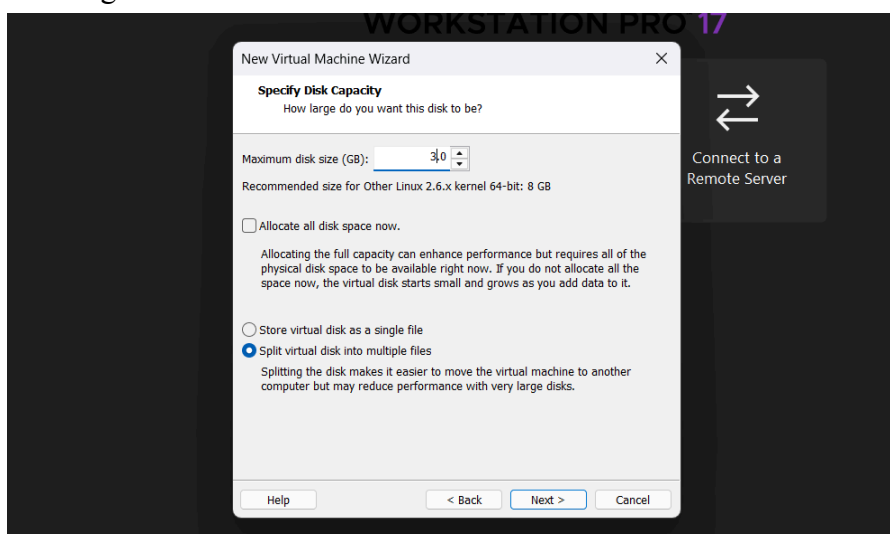 WORKSTATION PRO 17
New Virtual Machine Wizard
Specify Disk Capacity
How large do you want this disk to be?
Maximum disk size (GB): 3.0
Recommended size for Other Linux 2.6.x kernel 64-bit: 8 GB
Allocate all disk space now.
Allocating the full capacity can enhance performance but requires all of the
physical disk space to be available right now. If you do not allocate all the
space now, the virtual disk starts small and grows as you add data to it.
Store virtual disk as a single file
Split virtual disk into multiple files
Splitting the disk makes it easier to move the virtual machine to another
computer but may reduce performance with very large disks.
Help
< Back
Next >
Cancel
Connect to a
Remote Server